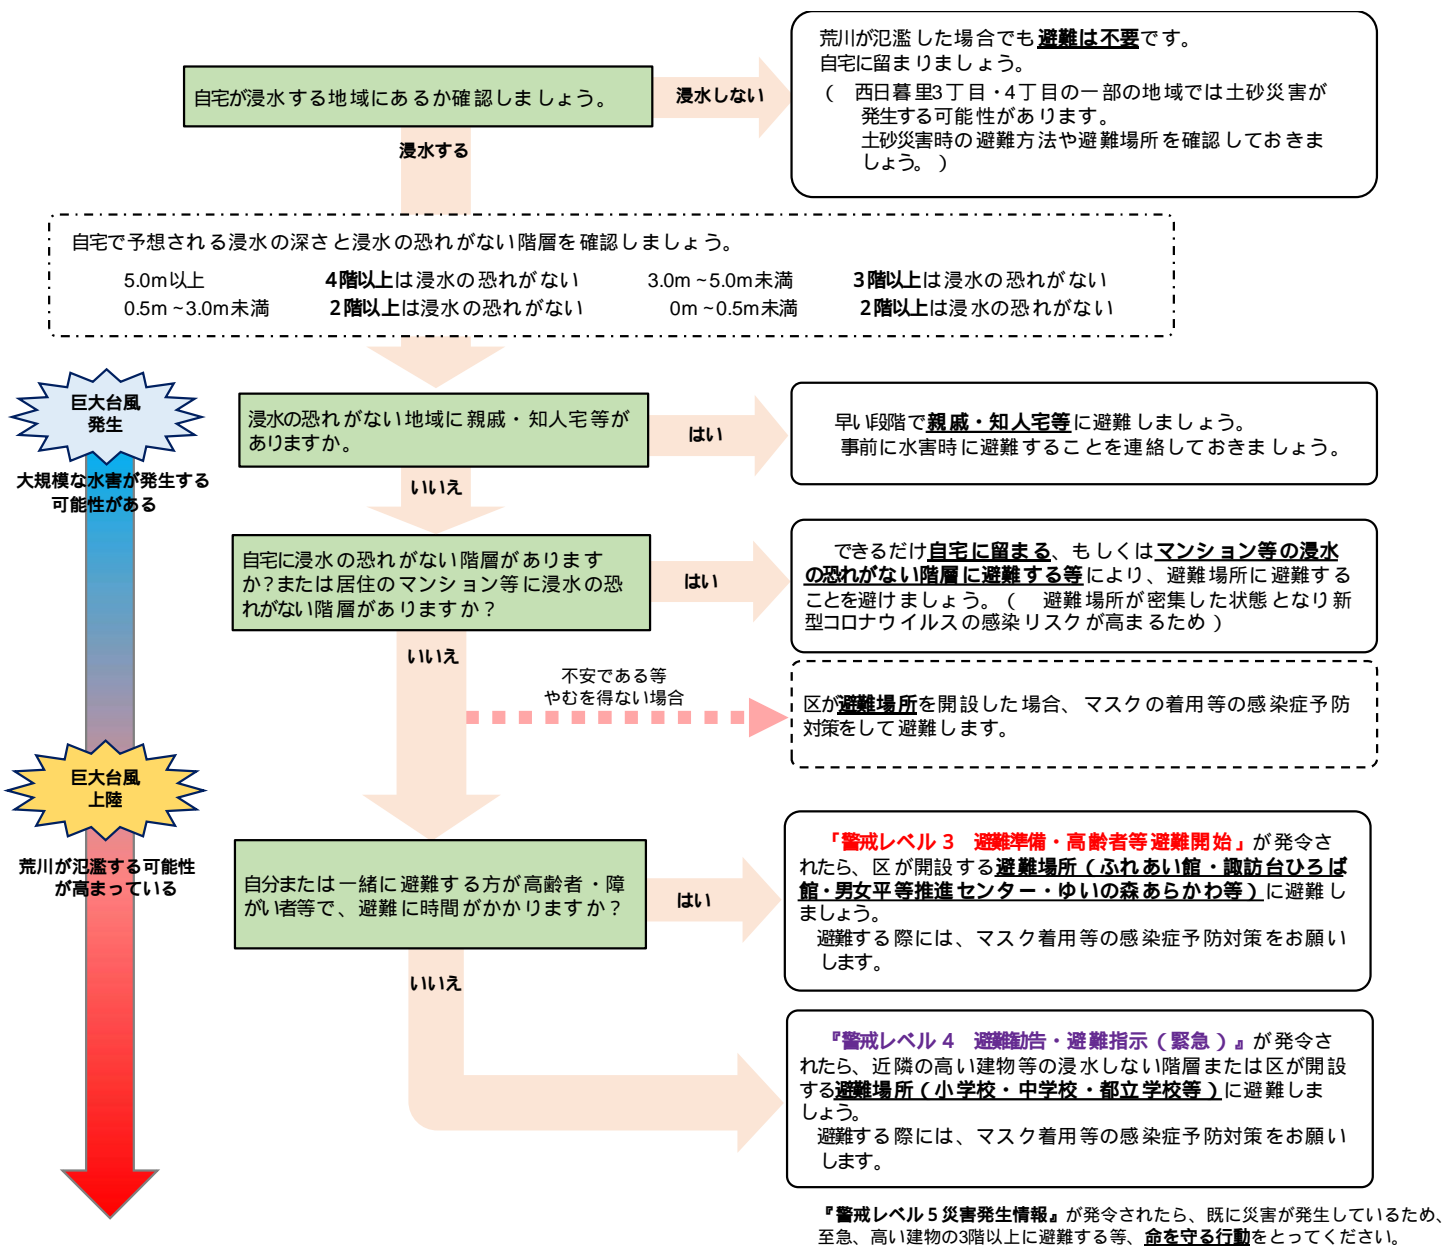 荒川が氾濫した場合でも避難は不要です。
自宅に留まりましょう。
（　西日暮里3丁目・4丁目の一部の地域では土砂災害が
発生する可能性があります。
土砂災害時の避難方法や避難場所を確認しておきま
しょう。）
自宅が浸水する地域にあるか確認しましょう。
浸水しない
浸水する
自宅で予想される浸水の深さと浸水の恐れがない階層を確認しましょう。
5.0m以上　4階以上は浸水の恐れがない　3.0m～5.0m未満　3階以上は浸水の恐れがない
0.5m～3.0m未満　2階以上は浸水の恐れがない　0m～0.5m未満　2階以上は浸水の恐れがない
巨大台風
発生
大規模な水害が発生する
可能性がある
浸水の恐れがない地域に親戚・知人宅等が
ありますか。
はい
早い段階で親戚・知人宅等に避難しましょう。
事前に水害時に避難することを連絡しておきましょう。
いいえ
自宅に浸水の恐れがない階層があります
か？または居住のマンション等に浸水の恐
れがない階層がありますか？
はい
できるだけ自宅に留まる、もしくはマンション等の浸水
の恐れがない階層に避難する等により、避難場所に避難する
ことを避けましょう。（　避難場所が密集した状態となり新
型コロナウイルスの感染リスクが高まるため）
いいえ
不安である等
やむを得ない場合
区が避難場所を開設した場合、マスクの着用等の感染症予防
対策をして避難します。
巨大台風
上陸
荒川が氾濫する可能性
が高まっている
自分または一緒に避難する方が高齢者・障
がい者等で、避難に時間がかかりますか？
はい
『警戒レベル３　避難準備・高齢者等避難開始』が発令さ
れたら、区が開設する避難場所（ふれあい館・諏訪台ひろば
館・男女平等推進センター・ゆいの森あらかわ等）に避難し
ましょう。
避難する際には、マスク着用等の感染症予防対策をお願い
します。
いいえ
『警戒レベル４　避難勧告・避難指示（緊急）』が発令さ
れたら、近隣の高い建物等の浸水しない階層または区が開設
する避難場所（小学校・中学校・都立学校等）に避難しま
しょう。
避難する際には、マスク着用等の感染症予防対策をお願い
します。
『警戒レベル５災害発生情報』が発令されたら、既に災害が発生しているため、
至急、高い建物の3階以上に避難する等、命を守る行動をとってください。